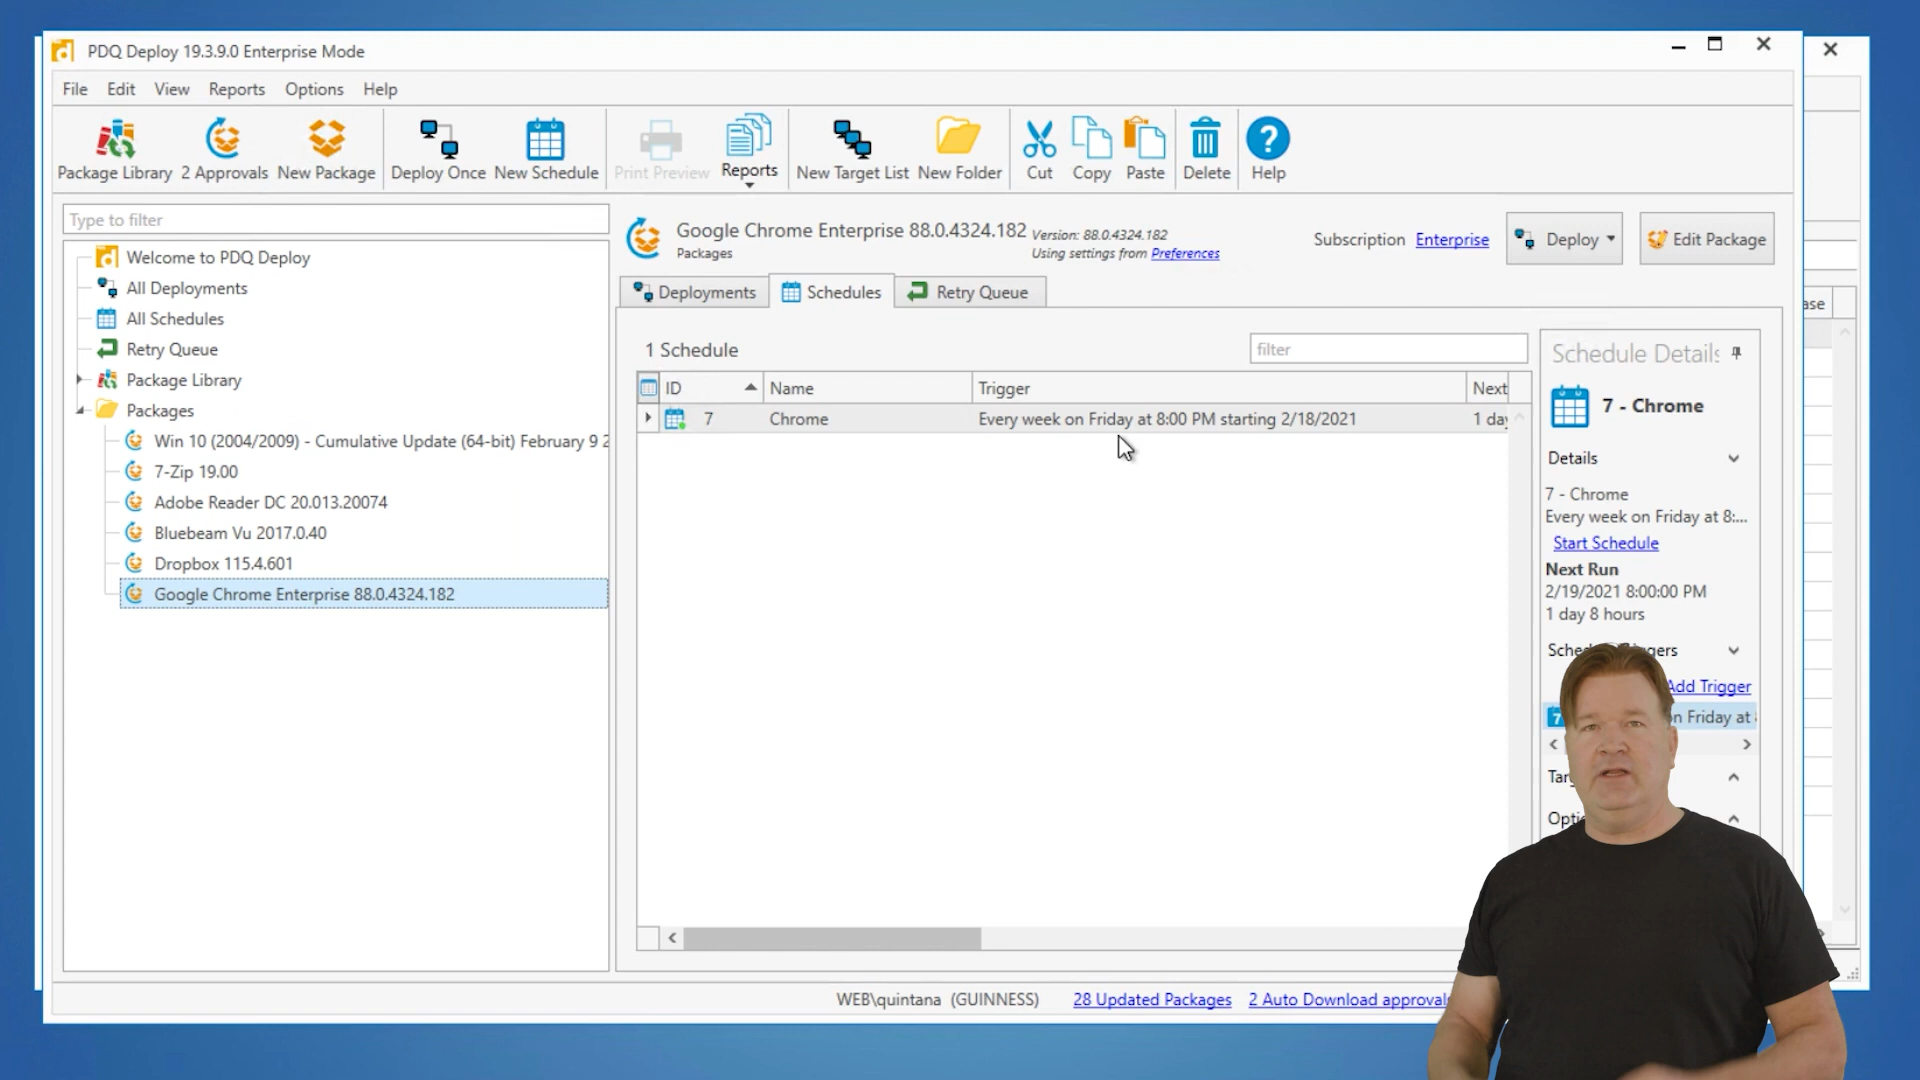 PDQ Deploy 19.3.9.0 Enterprise Mode
File Edit View Reports Options Help
Package Library 2 Approvals New Package Deploy Once New Schedule Print Preview Reports New Target List New Folder Cut Copy Paste Delete Help
Type to filter
Welcome to PDQ Deploy
All Deployments
All Schedules
Retry Queue
Package Library
Packages
Win 10 (2004/2009) - Cumulative Update (64-bit) February 9 2
7-Zip 19.00
Adobe Reader DC 20.013.20074
Bluebeam Vu 2017.0.40
Dropbox 115.4.601
Google Chrome Enterprise 88.0.4324.182
Google Chrome Enterprise 88.0.4324.182 Version: 88.0.4324.182
Packages Using settings from Preferences
Subscription Enterprise Deploy Edit Package
Deployments Schedules Retry Queue
1 Schedule filter
ID Name Trigger Next
7 Chrome Every week on Friday at 8:00 PM starting 2/18/2021 1 day
Schedule Details
7 - Chrome
Details
7 - Chrome
Every week on Friday at 8:...
Start Schedule
Next Run
2/19/2021 8:00:00 PM
1 day 8 hours
Add Trigger
7 on Friday at
WEB\quintana (GUINNESS) 28 Updated Packages 2 Auto Download approvals